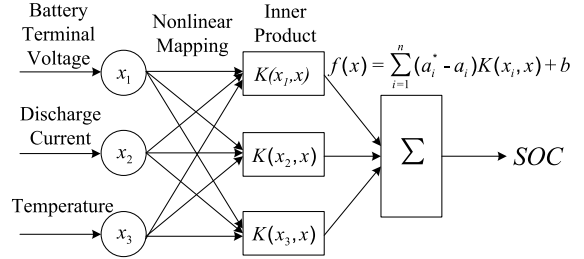 Battery
Terminal
Voltage
Nonlinear
Mapping
Inner
Product
f(x) = ∑_{i=1}^{n} (a_i^* - a_i)K(x_i, x) + b
x₁
K(x₁,x)
Discharge
Current
x₂
K(x₂,x)
∑
SOC
Temperature
x₃
K(x₃,x)